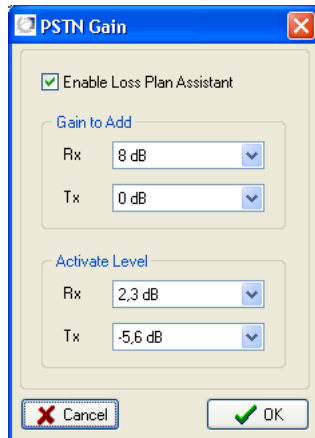 PSTN Gain
Enable Loss Plan Assistant
Gain to Add
Rx 8 dB
Tx 0 dB
Activate Level
Rx 2,3 dB
Tx -5,6 dB
Cancel OK